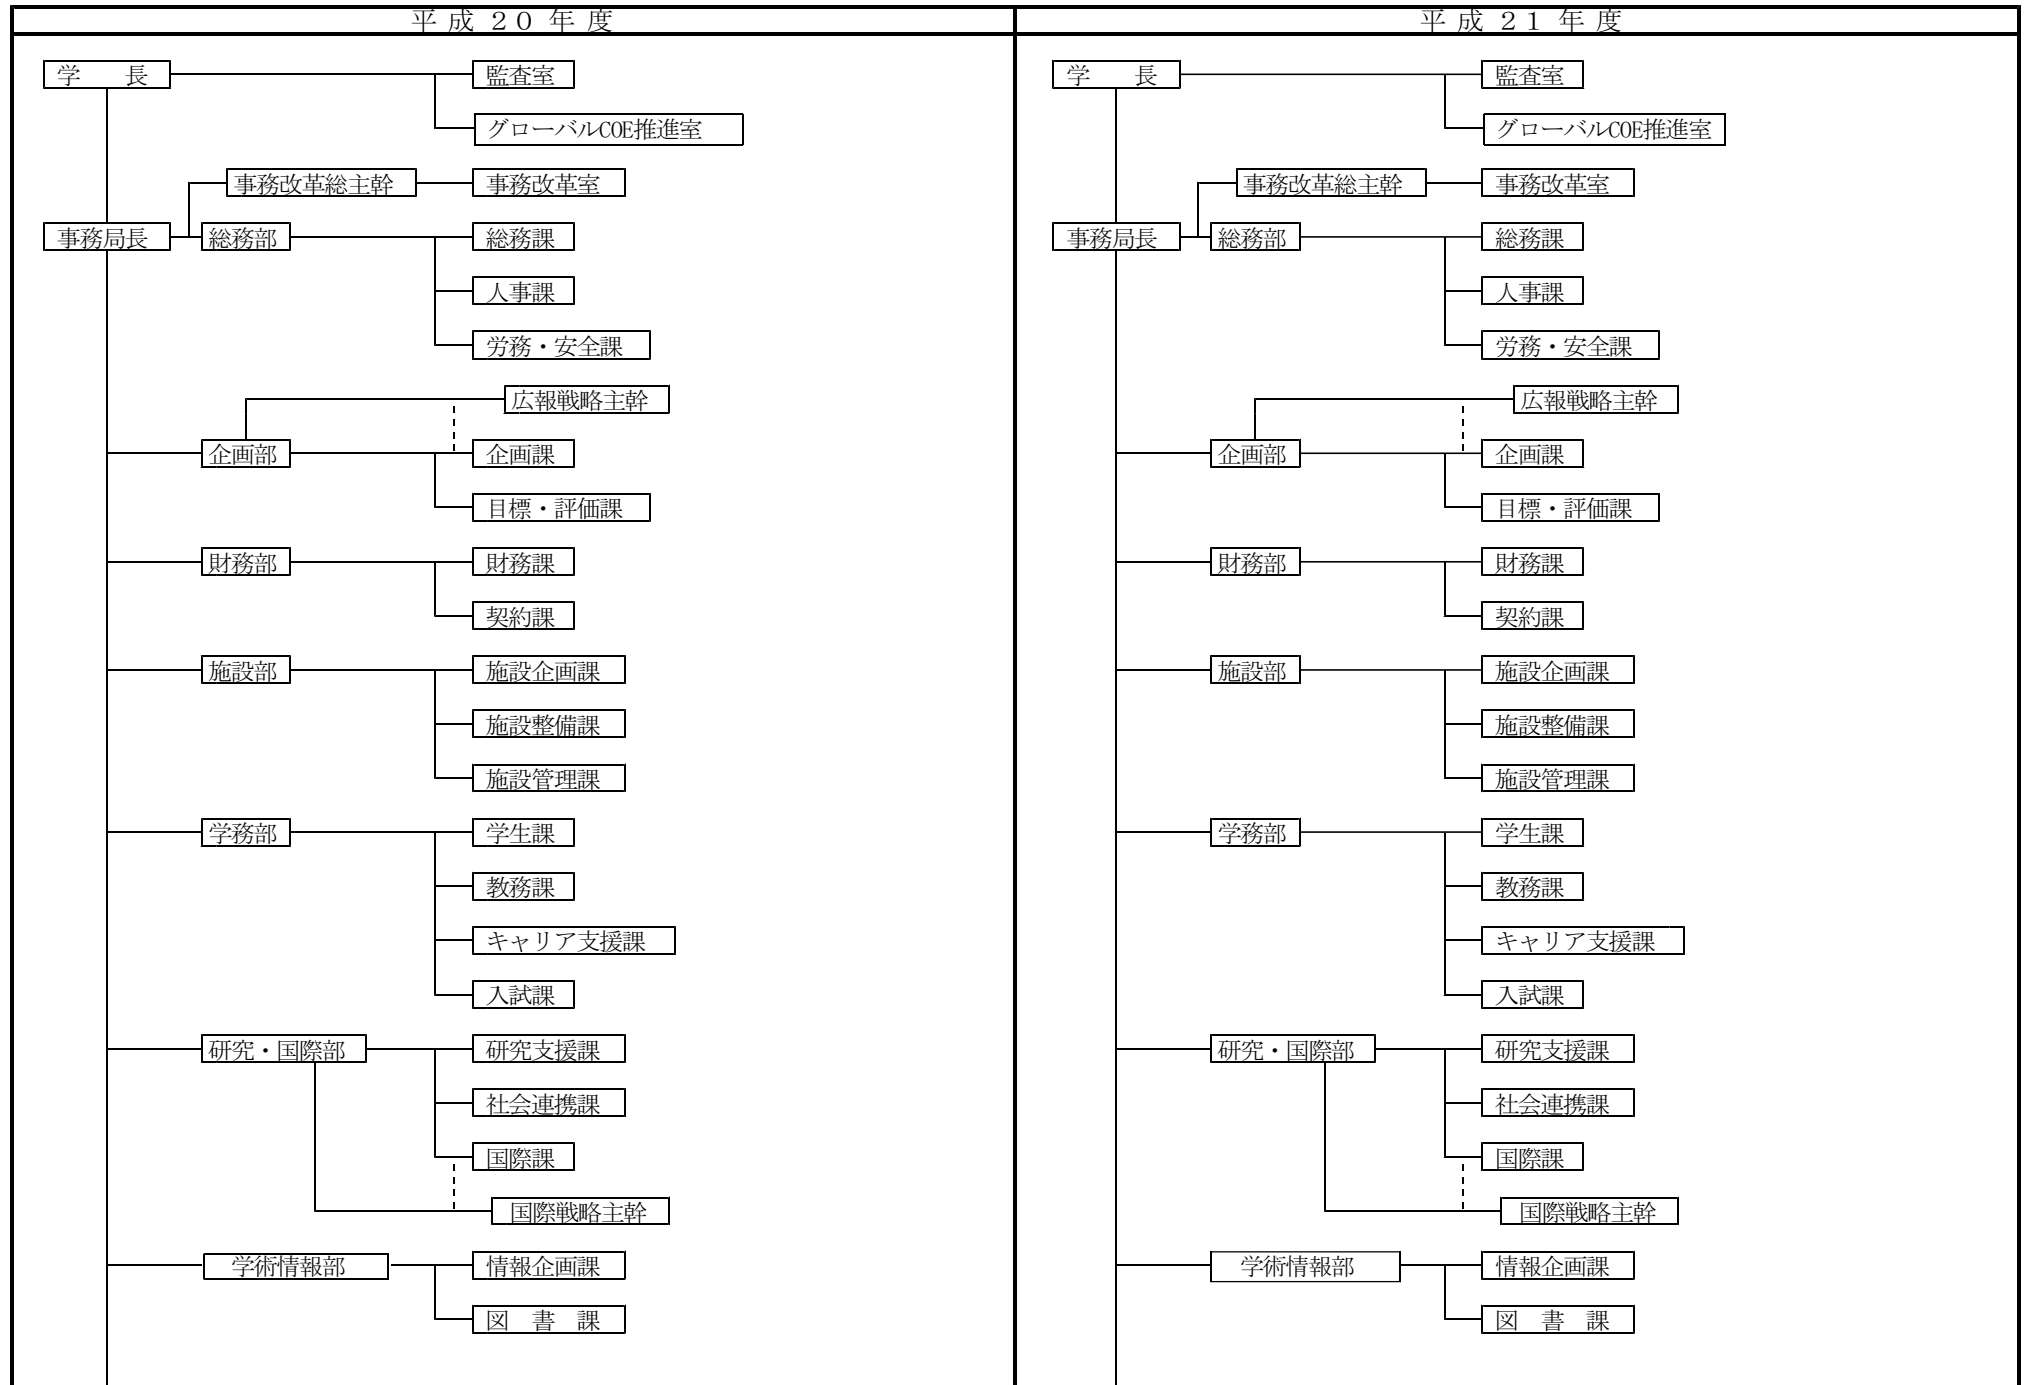 平成20年度
学　長
監査室
グローバルCOE推進室
事務改革総主幹
事務改革室
事務局長
総務部
総務課
人事課
労務・安全課
広報戦略主幹
企画部
企画課
目標・評価課
財務部
財務課
契約課
施設部
施設企画課
施設整備課
施設管理課
学務部
学生課
教務課
キャリア支援課
入試課
研究・国際部
研究支援課
社会連携課
国際課
国際戦略主幹
学術情報部
情報企画課
図　書　課
平成21年度
学　長
監査室
グローバルCOE推進室
事務改革総主幹
事務改革室
事務局長
総務部
総務課
人事課
労務・安全課
広報戦略主幹
企画部
企画課
目標・評価課
財務部
財務課
契約課
施設部
施設企画課
施設整備課
施設管理課
学務部
学生課
教務課
キャリア支援課
入試課
研究・国際部
研究支援課
社会連携課
国際課
国際戦略主幹
学術情報部
情報企画課
図　書　課